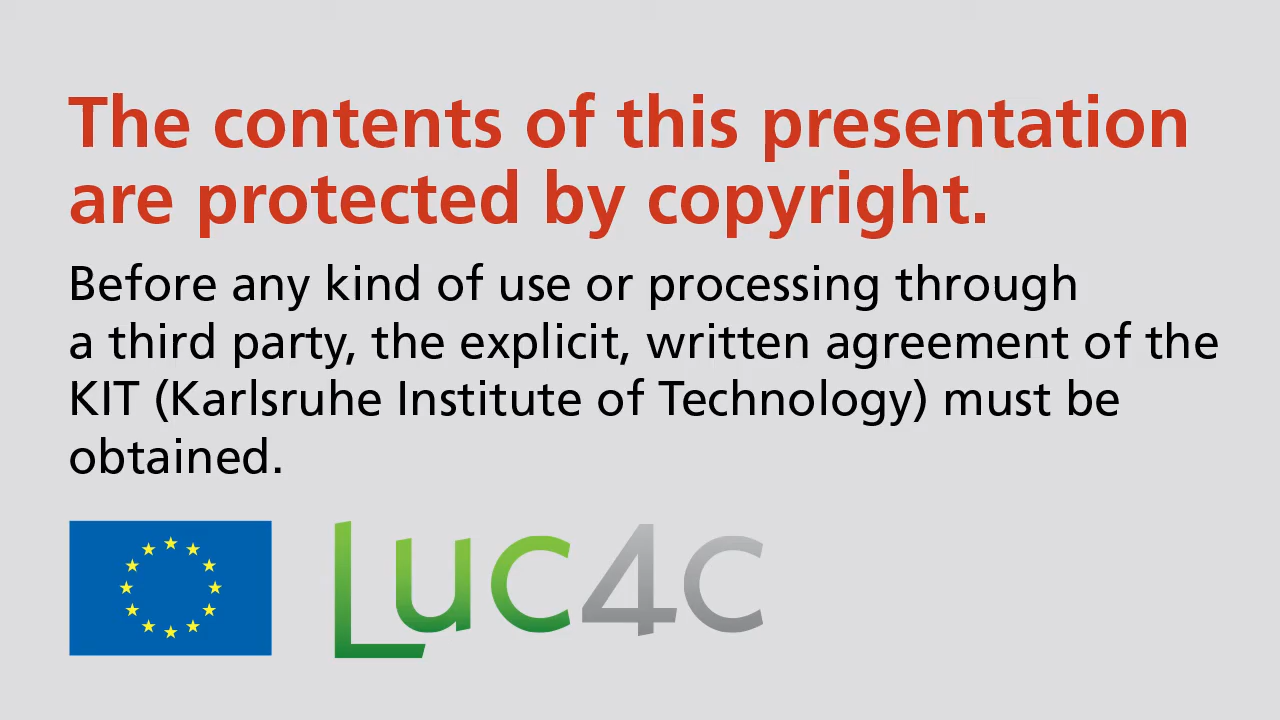 The contents of this presentation
are protected by copyright.
Before any kind of use or processing through
a third party, the explicit, written agreement of the
KIT (Karlsruhe Institute of Technology) must be
obtained.
Luc4c